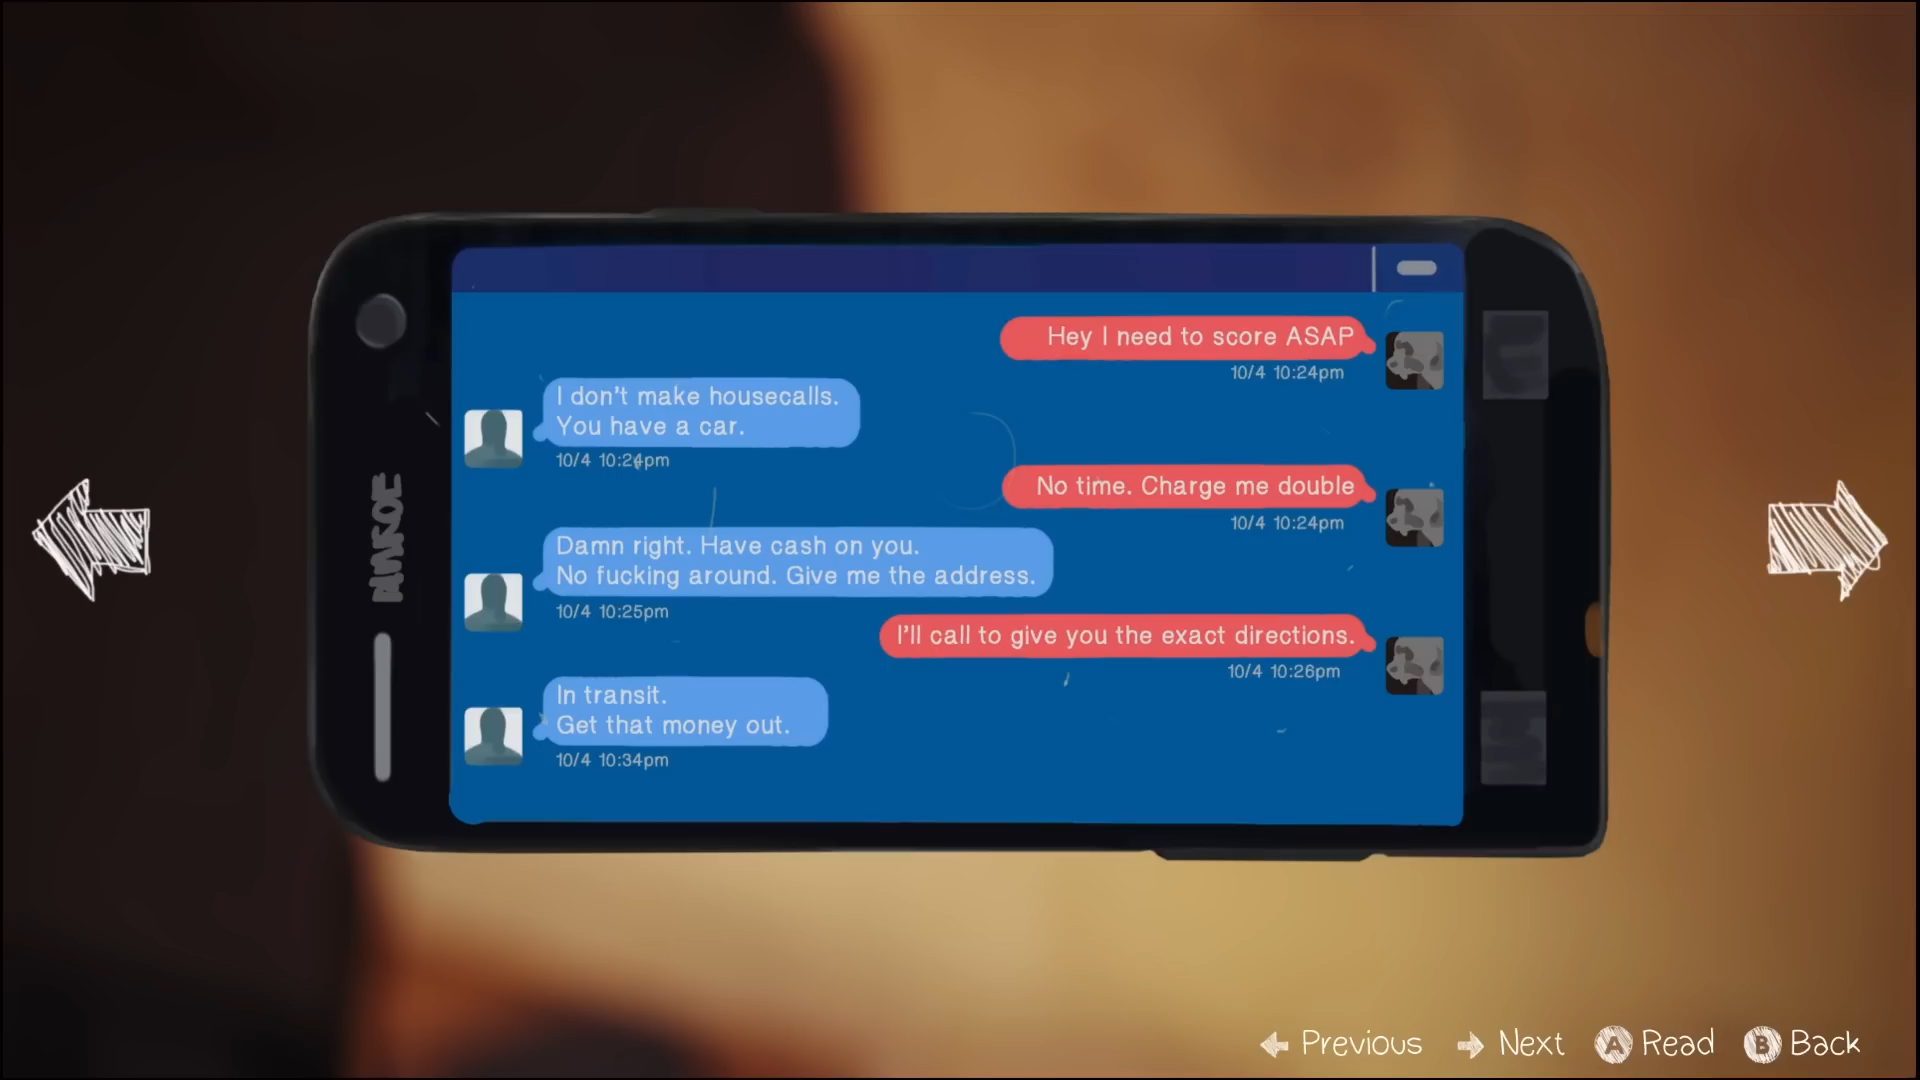 Hey I need to score ASAP
10/4 10:24pm
I don't make housecalls.
You have a car.
10/4 10:24pm
No time. Charge me double
10/4 10:24pm
Damn right. Have cash on you.
No fucking around. Give me the address.
10/4 10:25pm
I'll call to give you the exact directions.
10/4 10:26pm
In transit.
Get that money out.
10/4 10:34pm
Previous Next A Read B Back